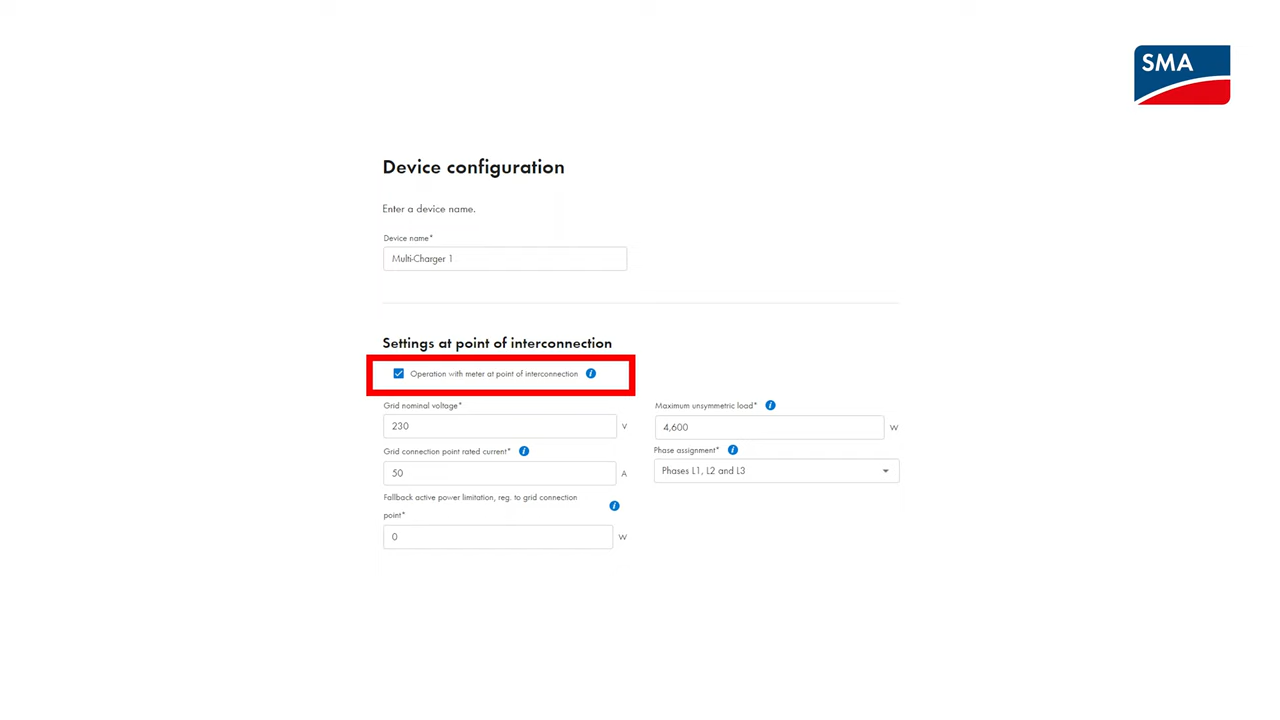 SMA
Device configuration
Enter a device name.
Device name*
Multi-Charger 1
Settings at point of interconnection
Operation with meter at point of interconnection i
Grid nominal voltage*
230 V
Maximum unsymmetric load* i
4,600 W
Grid connection point rated current* i
50 A
Phase assignment* i
Phases L1, L2 and L3
Fallback active power limitation, reg. to grid connection
point* i
0 W